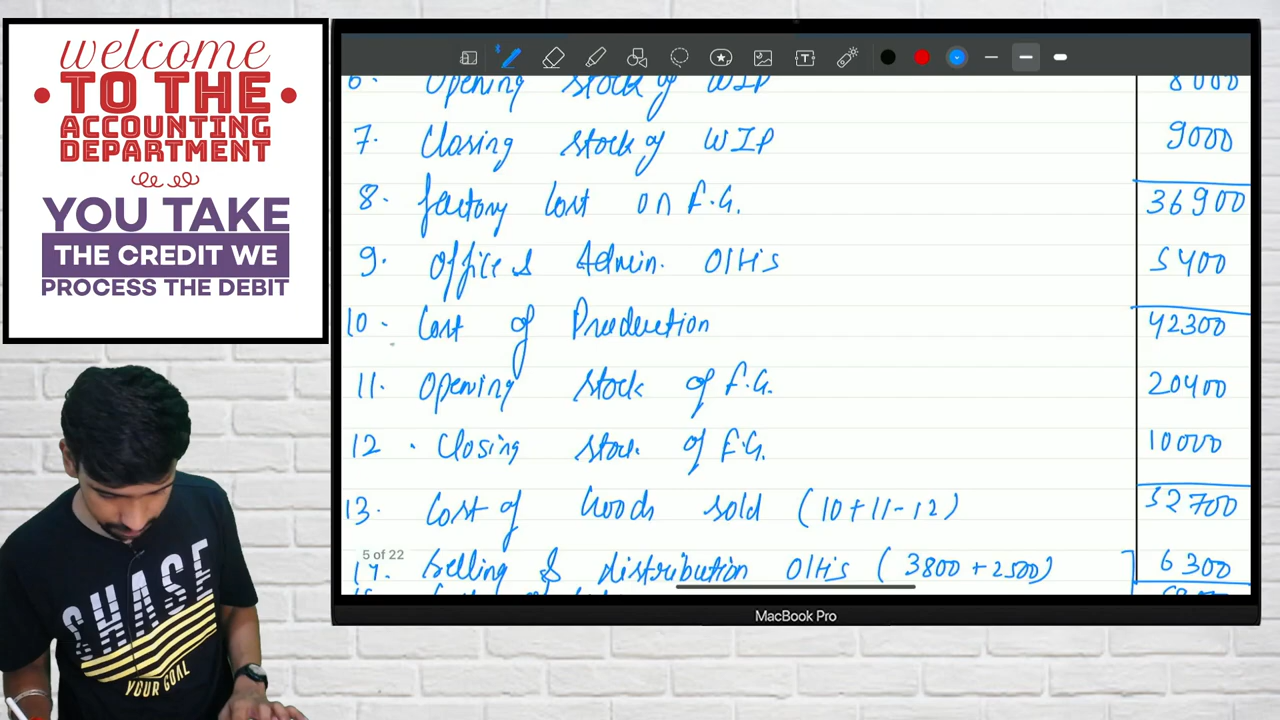 welcome
TO THE
ACCOUNTING
DEPARTMENT
YOU TAKE
THE CREDIT WE
PROCESS THE DEBIT
6. Opening stock of WIP 8000
7. Closing stock of WIP 9000
8. factory Cost on F.G. 36900
9. Office & Admin. O/H's 5400
10. Cost of Production 42300
11. Opening stock of F.G. 20400
12. Closing stock of F.G. 10000
13. Cost of Goods sold (10+11-12) 52700
14. Selling & distribution O/H's (3800+2500) 6300
5 of 22
MacBook Pro
CHASE
YOUR GOAL